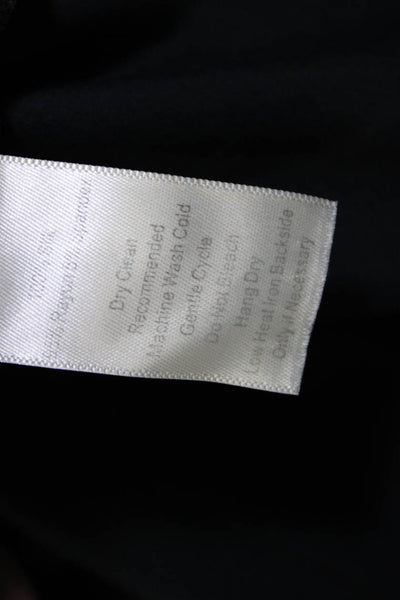 Dry Clean
Recommended
Machine Wash Cold
Gentle Cycle
Do Not Bleach
Hang Dry
Low Heat Iron Backside
Only if Necessary